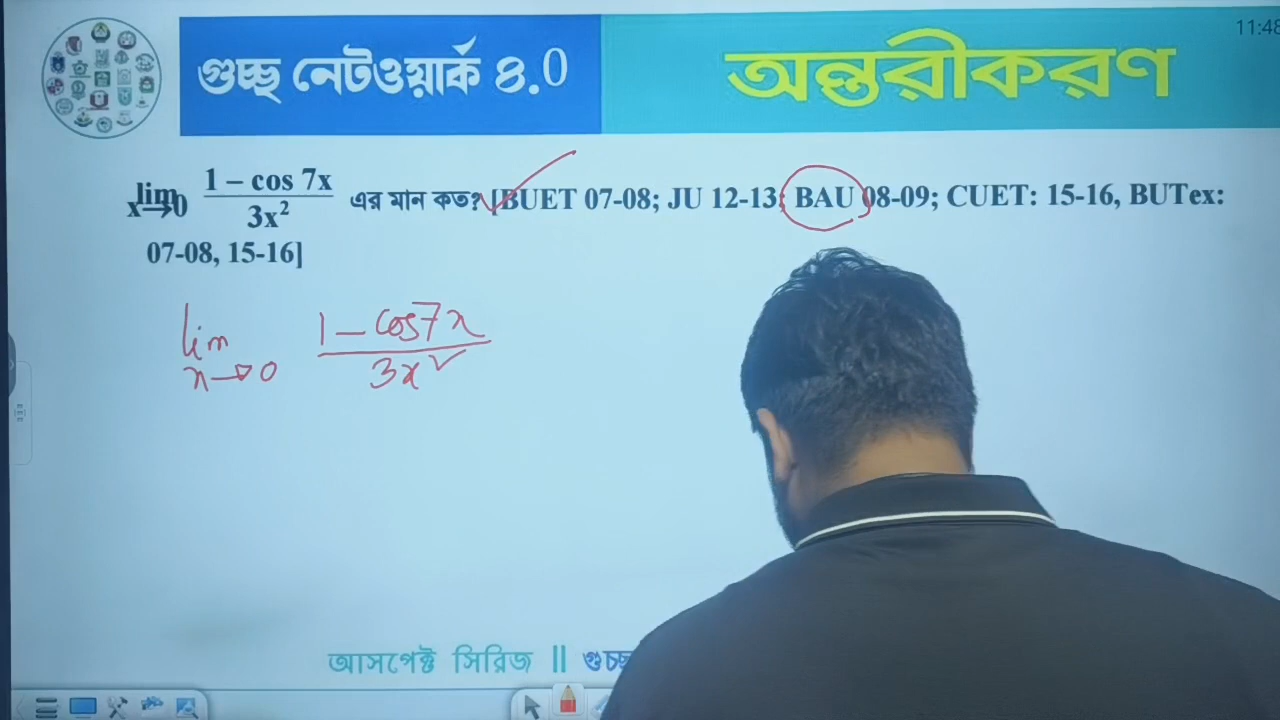 11:48
গুচ্ছ নেটওয়ার্ক ৪.0
অন্তরীকরণ
lim x→0 1 – cos 7x / 3x² এর মান কত? [BUET 07-08; JU 12-13; BAU 08-09; CUET: 15-16, BUTex:
07-08, 15-16]
lim x→0 1 – cos7x / 3x²
আসপেক্ট সিরিজ || গুচ্ছ